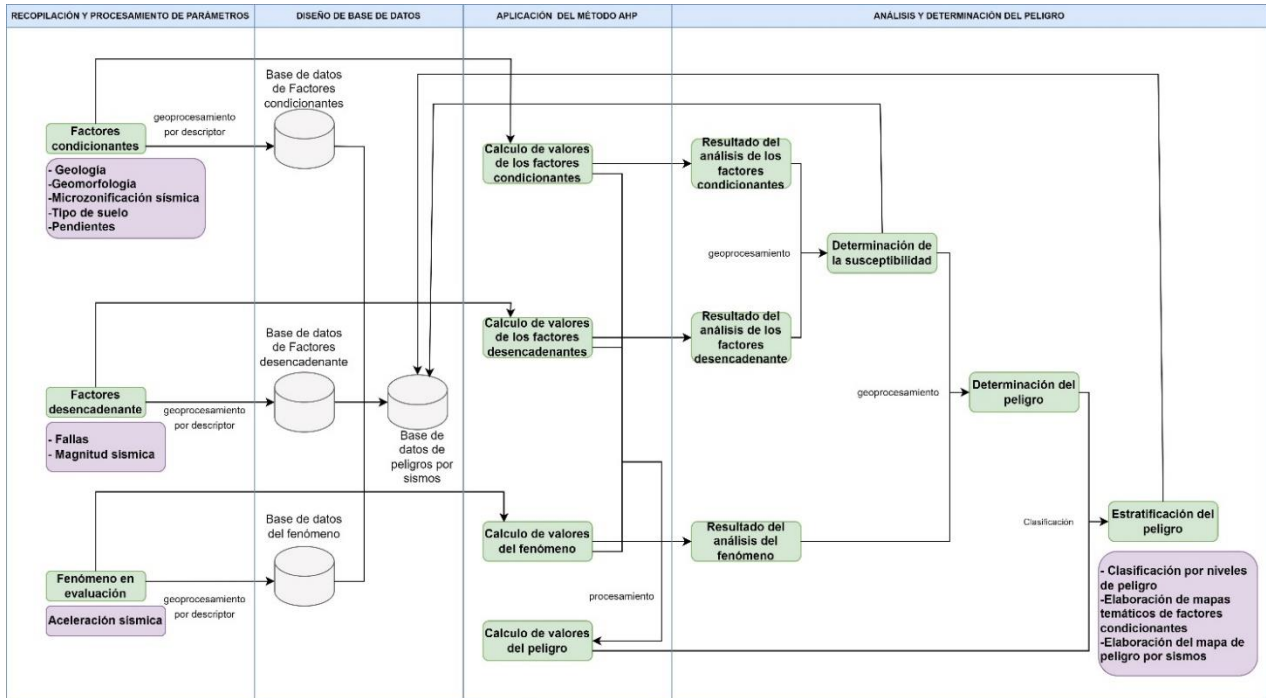 RECOPILACIÓN Y PROCESAMIENTO DE PARÁMETROS
DISEÑO DE BASE DE DATOS
APLICACIÓN DEL MÉTODO AHP
ANÁLISIS Y DETERMINACIÓN DEL PELIGRO
Factores
condicionantes
- Geología
-Geomorfología
-Microzonificación sísmica
-Tipo de suelo
-Pendientes
geoprocesamiento
por descriptor
Base de datos
de Factores
condicionantes
Calculo de valores
de los factores
condicionantes
Resultado del
análisis de los
factores
condicionantes
geoprocesamiento
Determinación de
la susceptibilidad
Factores
desencadenante
- Fallas
- Magnitud sísmica
geoprocesamiento
por descriptor
Base de datos
de Factores
desencadenante
Base de
datos de
peligros por
sismos
Calculo de valores
de los factores
desencadenantes
Resultado del
análisis de los
factores
desencadenante
geoprocesamiento
Determinación del
peligro
Fenómeno en
evaluación
Aceleración sísmica
geoprocesamiento
por descriptor
Base de datos
del fenómeno
Calculo de valores
del fenómeno
Resultado del
análisis del
fenómeno
procesamiento
Calculo de valores
del peligro
Clasificación
Estratificación del
peligro
- Clasificación por niveles
de peligro
-Elaboración de mapas
temáticos de factores
condicionantes
-Elaboración del mapa de
peligro por sismos